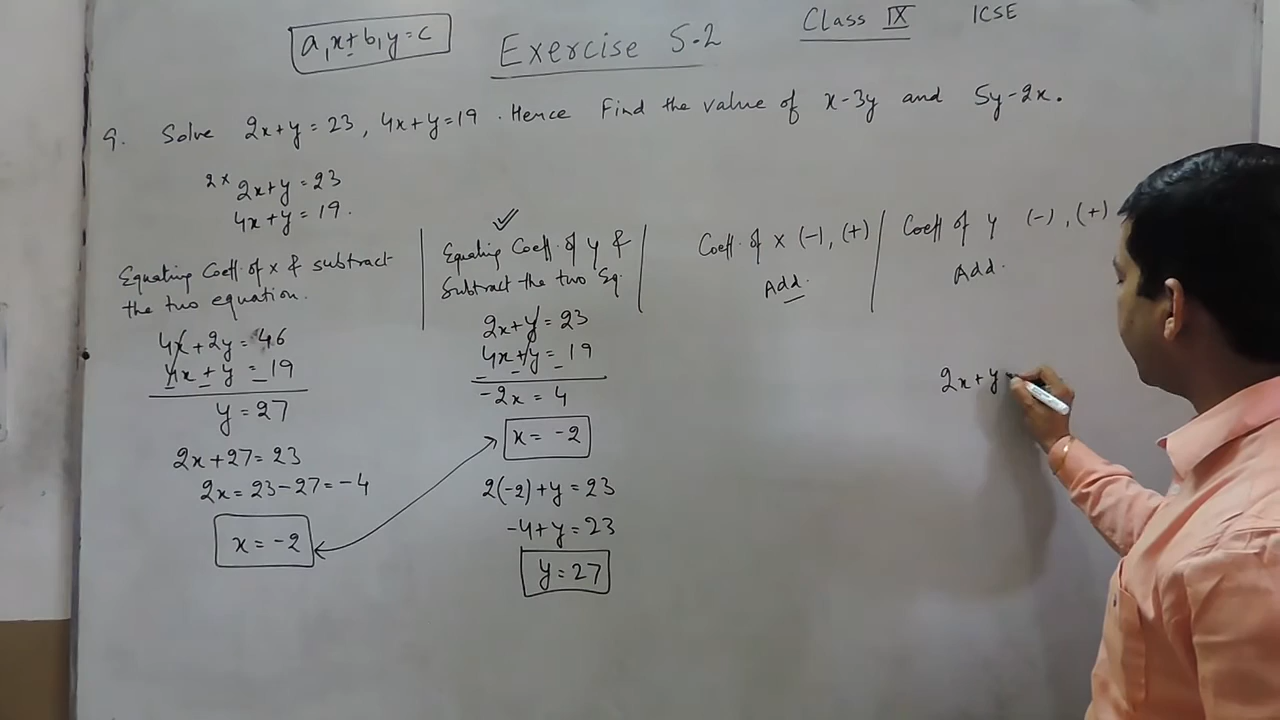 a₁x + b₁y = c
Exercise 5.2
Class IX ICSE
9. Solve 2x + y = 23, 4x + y = 19. Hence Find the value of x - 3y and 5y - 2x.
2× 2x + y = 23
4x + y = 19.
Equating Coeff. of x & subtract
the two equation.
4x + 2y = 46
4x + y = 19
- - -
y = 27
2x + 27 = 23
2x = 23 - 27 = -4
x = -2
✓
Equating Coeff. of y &
Subtract the two Eq.
2x + y = 23
4x + y = 19
- - -
-2x = 4
x = -2
2(-2) + y = 23
-4 + y = 23
y = 27
Coeff. of x (-), (+)
Add.
Coeff of y (-), (+)
Add.
2x + y